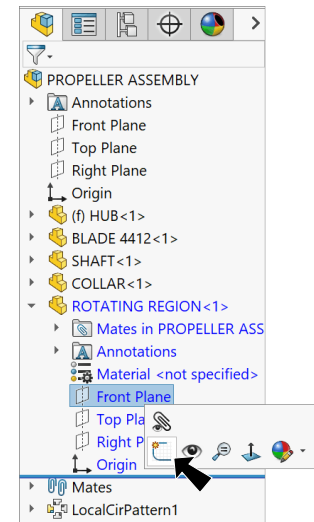 PROPELLER ASSEMBLY
Annotations
Front Plane
Top Plane
Right Plane
Origin
(f) HUB<1>
BLADE 4412<1>
SHAFT<1>
COLLAR<1>
ROTATING REGION<1>
Mates in PROPELLER ASS
Annotations
Material <not specified>
Front Plane
Top Pla
Right P
Origin
Mates
LocalCirPattern1